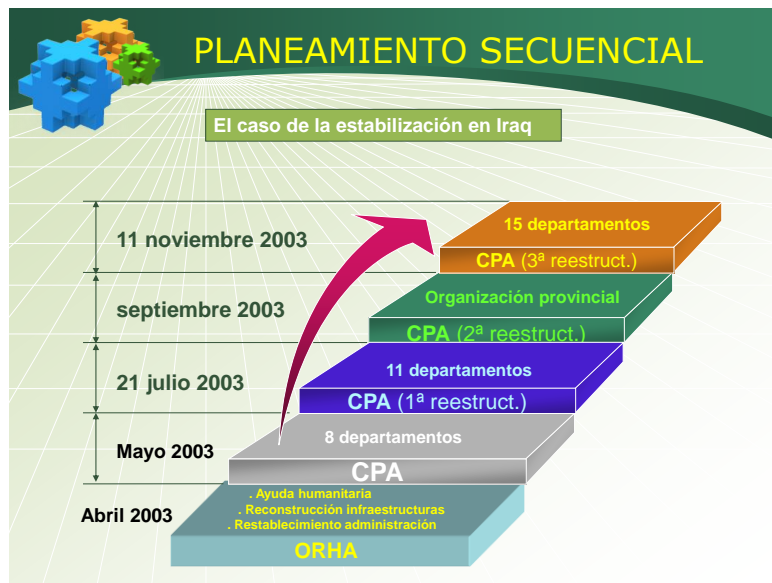 PLANEAMIENTO SECUENCIAL
El caso de la estabilización en Iraq
15 departamentos
11 noviembre 2003
CPA (3ª reestruct.)
Organización provincial
septiembre 2003
CPA (2ª reestruct.)
11 departamentos
21 julio 2003
CPA (1ª reestruct.)
8 departamentos
Mayo 2003
CPA
. Ayuda humanitaria
. Reconstrucción infraestructuras
Abril 2003
. Restablecimiento administración
ORHA